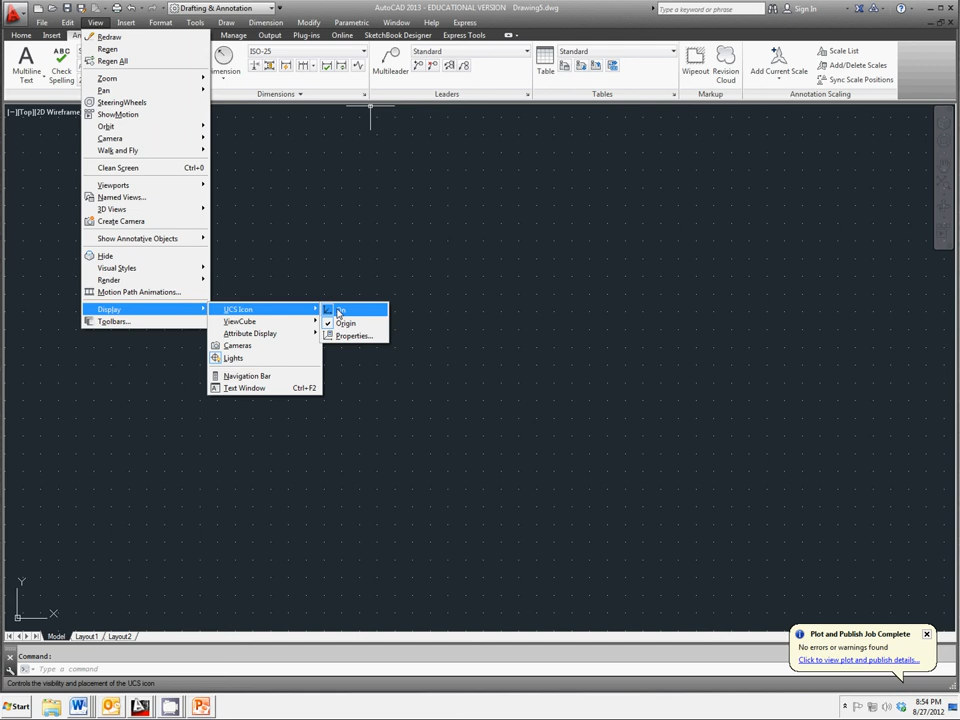 Drafting & Annotation
AutoCAD 2013 - EDUCATIONAL VERSION Drawing5.dwg
Type a keyword or phrase
Sign In
File Edit View Insert Format Tools Draw Dimension Modify Parametric Window Help Express
Home Insert Manage Output Plug-ins Online SketchBook Designer Express Tools
Multiline
Text
ABC
Check
Spelling
Dimension
ISO-25
Multileader
Standard
Table
Standard
Wipeout
Revision
Cloud
Add Current Scale
Scale List
Add/Delete Scales
Sync Scale Positions
Dimensions
Leaders
Tables
Markup
Annotation Scaling
[−][Top][2D Wireframe
Redraw
Regen
Regen All
Zoom
Pan
SteeringWheels
ShowMotion
Orbit
Camera
Walk and Fly
Clean Screen Ctrl+0
Viewports
Named Views...
3D Views
Create Camera
Show Annotative Objects
Hide
Visual Styles
Render
Motion Path Animations...
Display
Toolbars...
UCS Icon
ViewCube
Attribute Display
Cameras
Lights
Navigation Bar
Text Window Ctrl+F2
On
Origin
Properties...
Y
X
Model Layout1 Layout2
Command:
Type a command
Controls the visibility and placement of the UCS icon
Plot and Publish Job Complete
No errors or warnings found
Click to view plot and publish details...
Start
8:54 PM
8/27/2012